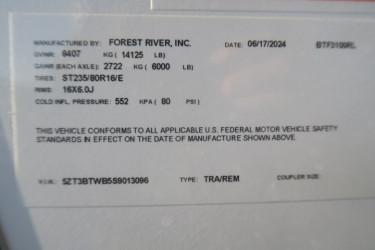 MANUFACTURED BY: FOREST RIVER, INC. DATE: 06/17/2024
GVWR: 6407 KG ( 14125 LB)
GAWR (EACH AXLE): 2722 KG ( 6000 LB)
TIRES: ST235/80R16/E
RIMS: 16X6.0J
COLD INFL. PRESSURE: 552 KPA ( 80 PSI)
THIS VEHICLE CONFORMS TO ALL APPLICABLE U.S. FEDERAL MOTOR VEHICLE SAFETY
STANDARDS IN EFFECT ON THE DATE OF MANUFACTURE SHOWN ABOVE
V.I.N.: 5ZT3BTWB5S9013096 TYPE: TRA/REM COUPLER SIZE: